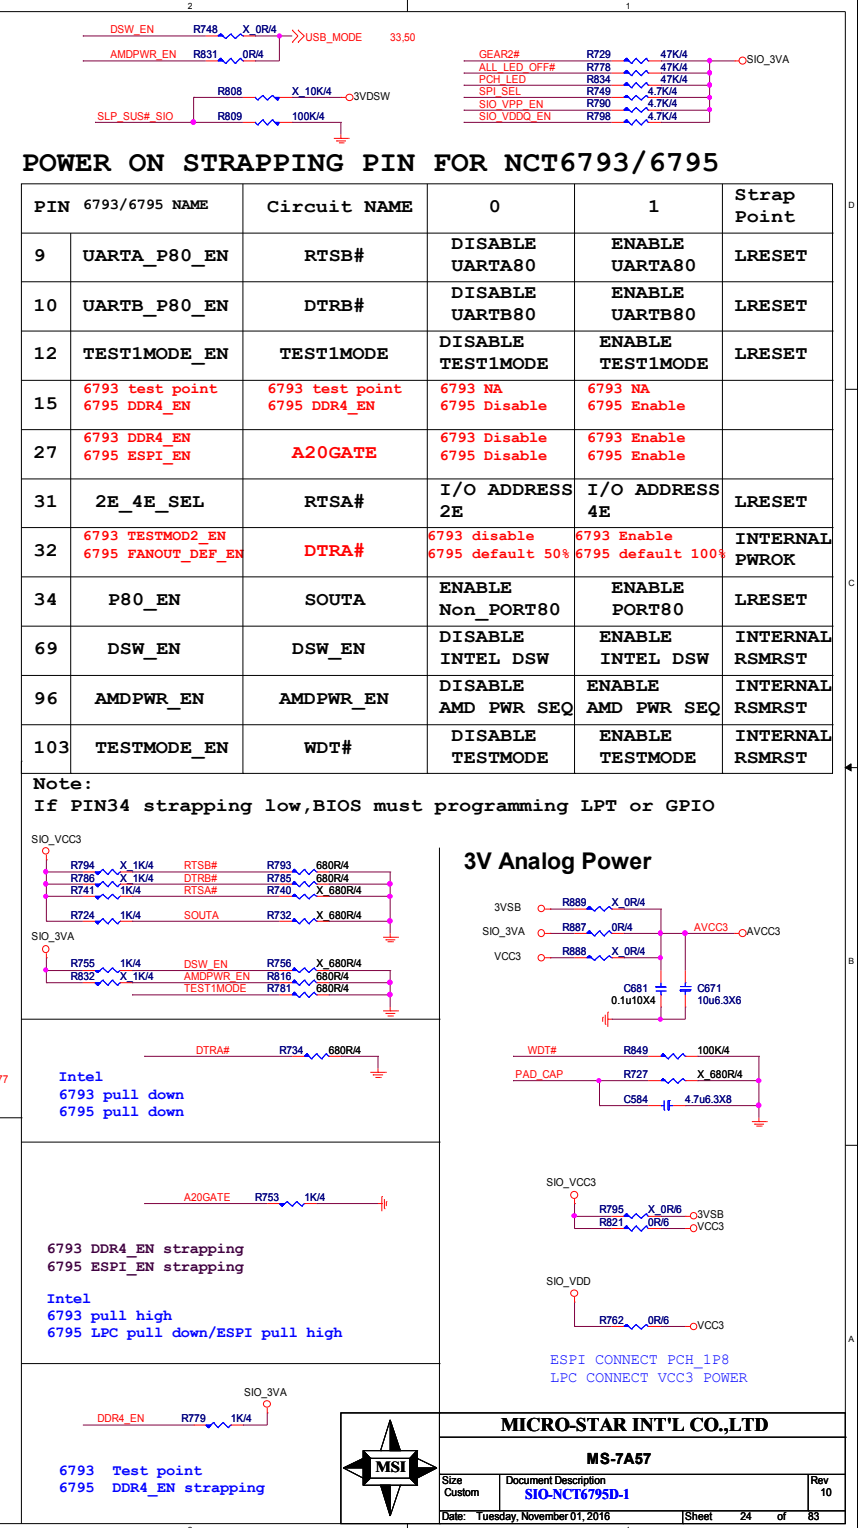 2
1
DSW_EN R748 X_0R/4
USB_MODE 33,50
AMDPWR_EN R831 0R/4
R808 X_10K/4 3VDSW
SLP_SUS#_SIO R809 100K/4
GEAR2# R729 47K/4 SIO_3VA
ALL_LED_OFF# R778 47K/4
PCH_LED R834 47K/4
SPI_SEL R749 4.7K/4
SIO_VPP_EN R790 4.7K/4
SIO_VDDQ_EN R798 4.7K/4
POWER ON STRAPPING PIN FOR NCT6793/6795
PIN 6793/6795 NAME Circuit NAME 0 1 Strap
Point
D
9 UARTA_P80_EN RTSB# DISABLE ENABLE LRESET
UARTA80 UARTA80
10 UARTB_P80_EN DTRB# DISABLE ENABLE LRESET
UARTB80 UARTB80
12 TEST1MODE_EN TEST1MODE DISABLE ENABLE LRESET
TEST1MODE TEST1MODE
15 6793 test point 6793 test point 6793 NA 6793 NA
6795 DDR4_EN 6795 DDR4_EN 6795 Disable 6795 Enable
27 6793 DDR4_EN A20GATE 6793 Disable 6793 Enable
6795 ESPI_EN 6795 Disable 6795 Enable
31 2E_4E_SEL RTSA# I/O ADDRESS I/O ADDRESS LRESET
2E 4E
32 6793 TESTMOD2_EN DTRA# 6793 disable 6793 Enable INTERNAL
6795 FANOUT_DEF_EN 6795 default 50% 6795 default 100% PWROK
C
34 P80_EN SOUTA ENABLE ENABLE LRESET
Non_PORT80 PORT80
69 DSW_EN DSW_EN DISABLE ENABLE INTERNAL
INTEL DSW INTEL DSW RSMRST
96 AMDPWR_EN AMDPWR_EN DISABLE ENABLE INTERNAL
AMD PWR SEQ AMD PWR SEQ RSMRST
103 TESTMODE_EN WDT# DISABLE ENABLE INTERNAL
TESTMODE TESTMODE RSMRST
Note:
If PIN34 strapping low,BIOS must programming LPT or GPIO
SIO_VCC3
R794 X_1K/4 RTSB# R793 680R/4
R786 X_1K/4 DTRB# R785 680R/4
R741 1K/4 RTSA# R740 X_680R/4
R724 1K/4 SOUTA R732 X_680R/4
SIO_3VA
R755 1K/4 DSW_EN R756 X_680R/4
R832 X_1K/4 AMDPWR_EN R816 680R/4
TEST1MODE R781 680R/4
3V Analog Power
3VSB R889 X_0R/4
SIO_3VA R887 0R/4 AVCC3 AVCC3
VCC3 R888 X_0R/4
B
C681 C671
0.1u10X4 10u6.3X6
DTRA# R734 680R/4
77
Intel
6793 pull down
6795 pull down
WDT# R849 100K/4
PAD_CAP R727 X_680R/4
C584 4.7u6.3X8
A20GATE R753 1K/4
6793 DDR4_EN strapping
6795 ESPI_EN strapping
Intel
6793 pull high
6795 LPC pull down/ESPI pull high
SIO_VCC3
R795 X_0R/6 3VSB
R821 0R/6 VCC3
SIO_VDD
R762 0R/6 VCC3
A
ESPI CONNECT PCH_1P8
LPC CONNECT VCC3 POWER
SIO_3VA
DDR4_EN R779 1K/4
6793 Test point
6795 DDR4_EN strapping
MSI
MICRO-STAR INT'L CO.,LTD
MS-7A57
Size Document Description Rev
Custom SIO-NCT6795D-1 10
Date: Tuesday, November 01, 2016 Sheet 24 of 83